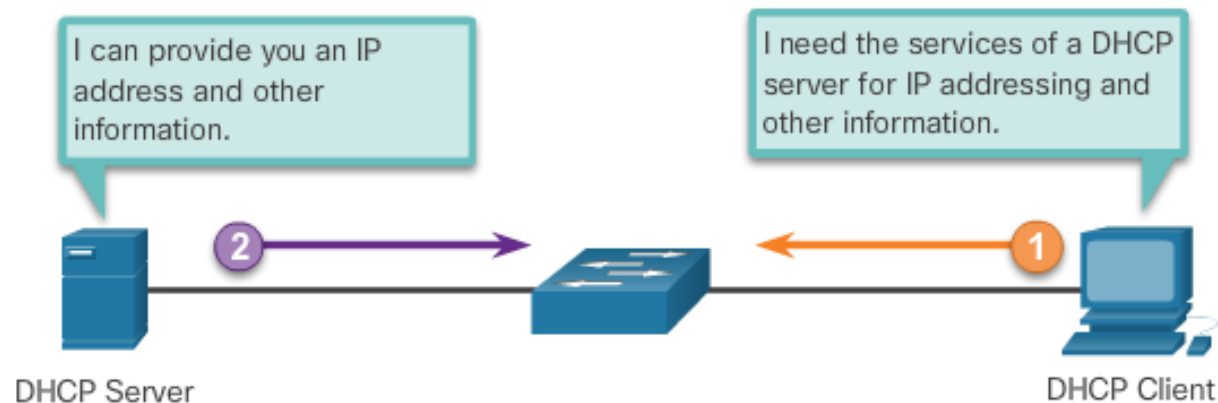 I can provide you an IP
address and other
information.
I need the services of a DHCP
server for IP addressing and
other information.
2
1
DHCP Server
DHCP Client